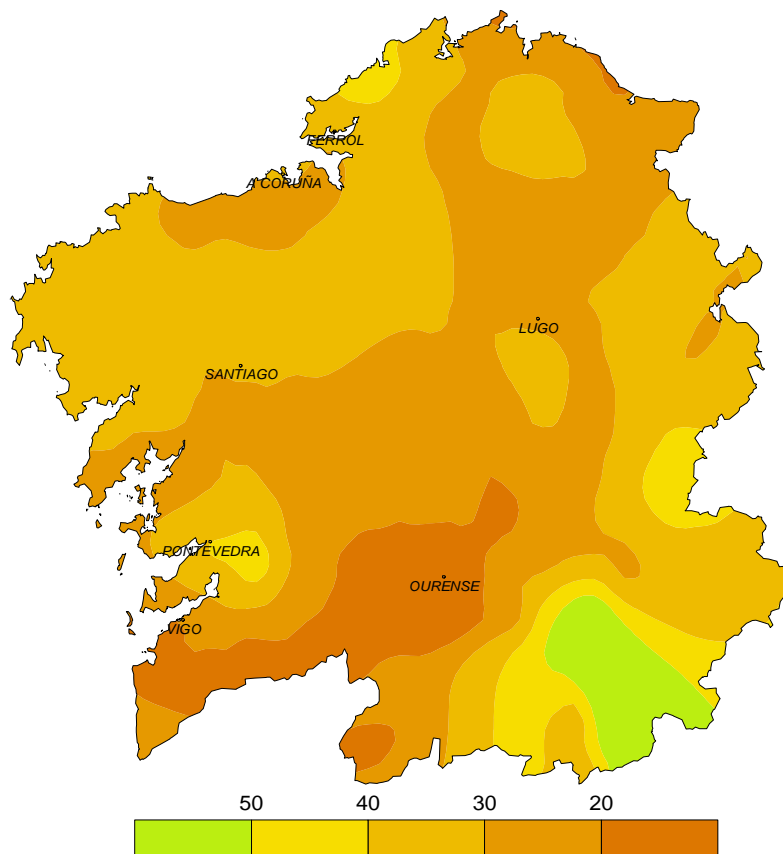 FERROL
A CORUÑA
LUGO
SANTIAGO
PONTEVEDRA
OURENSE
VIGO
50 40 30 20